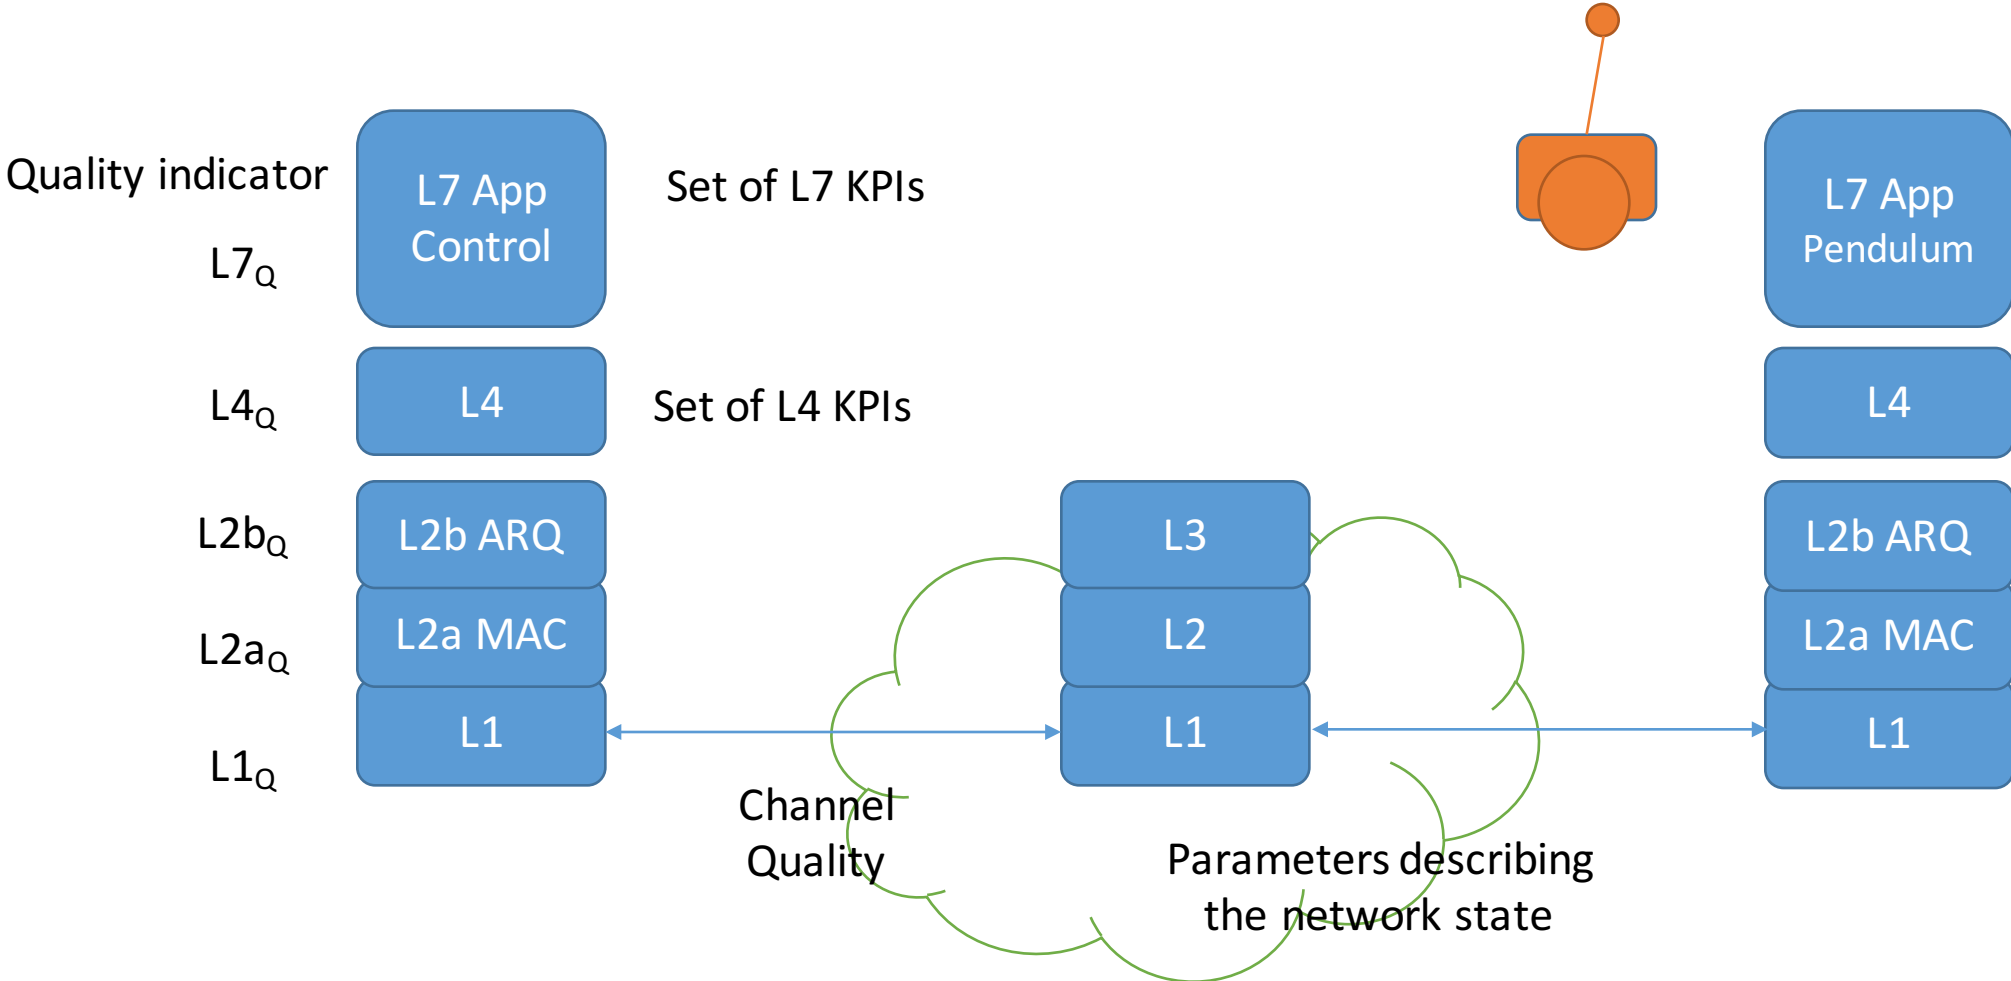 Quality indicator
L7 App
Control
Set of L7 KPIs
L7 App
Pendulum
L7Q
L4Q
L4
Set of L4 KPIs
L4
L2bQ
L2b ARQ
L3
L2b ARQ
L2aQ
L2a MAC
L2
L2a MAC
L1Q
L1
L1
L1
Channel
Quality
Parameters describing
the network state